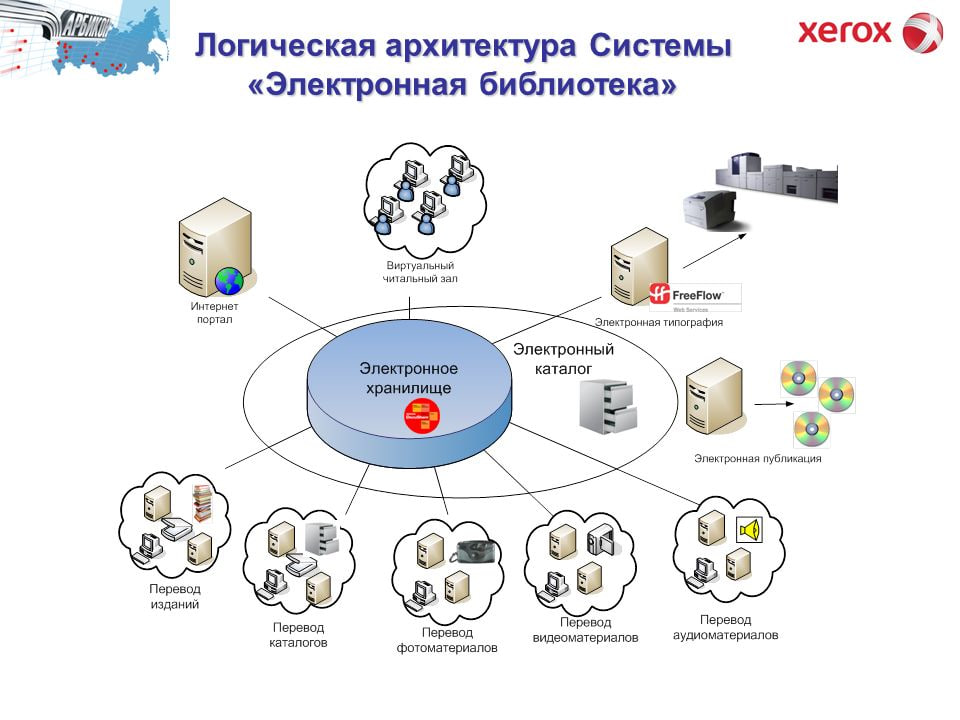 АРБИКОН
xerox
Логическая архитектура Системы
«Электронная библиотека»
Виртуальный
читальный зал
Интернет
портал
FreeFlow
Web Services
Электронная типография
Электронный
каталог
Электронное
хранилище
Электронная публикация
Перевод
изданий
Перевод
каталогов
Перевод
фотоматериалов
Перевод
видеоматериалов
Перевод
аудиоматериалов